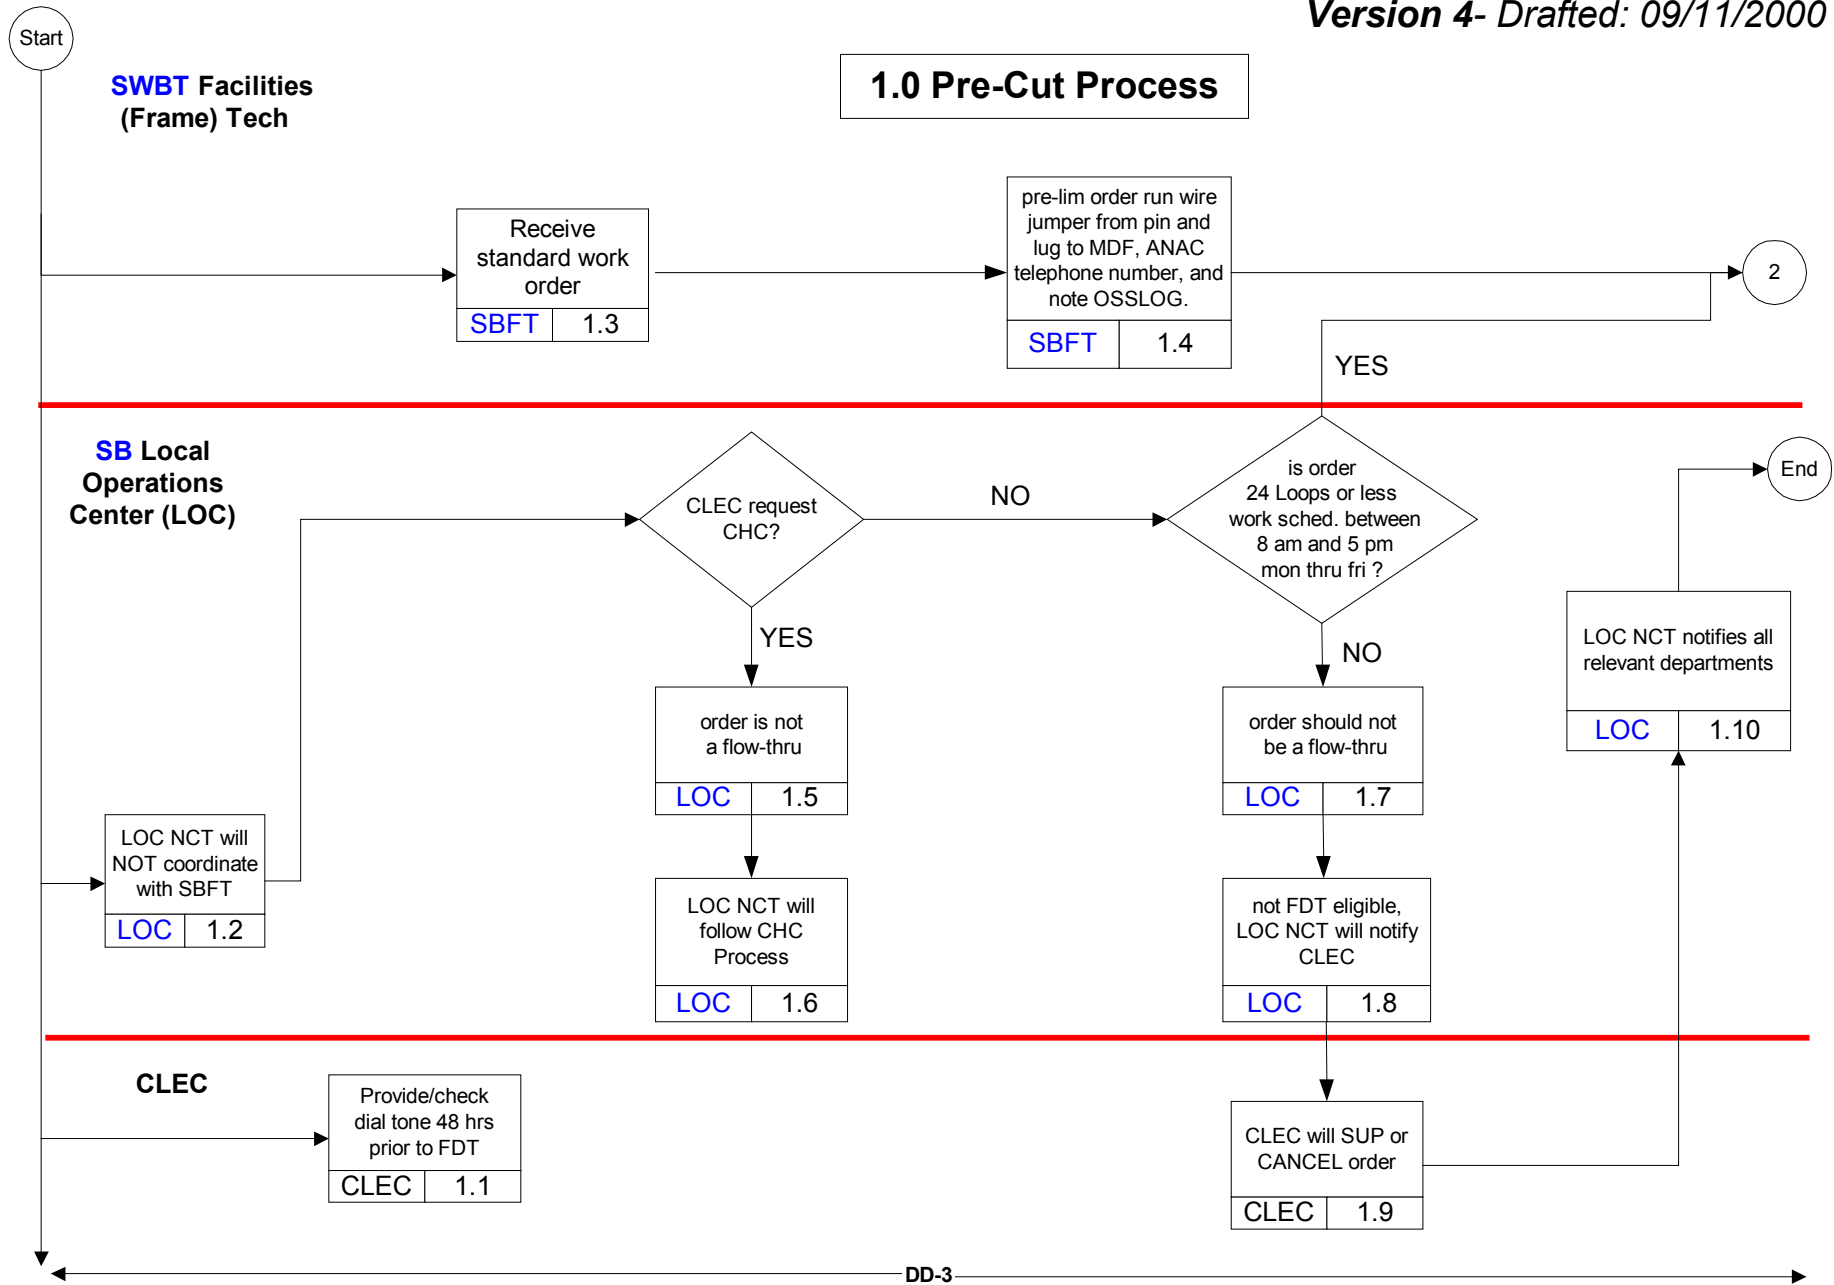 Version 4- Drafted: 09/11/2000
Start
SWBT Facilities
(Frame) Tech
1.0 Pre-Cut Process
Receive
standard work
order
SBFT 1.3
pre-lim order run wire
jumper from pin and
lug to MDF, ANAC
telephone number, and
note OSSLOG.
SBFT 1.4
2
YES
SB Local
Operations
Center (LOC)
CLEC request
CHC?
NO
is order
24 Loops or less
work sched. between
8 am and 5 pm
mon thru fri ?
End
YES
NO
order is not
a flow-thru
LOC 1.5
order should not
be a flow-thru
LOC 1.7
LOC NCT notifies all
relevant departments
LOC 1.10
LOC NCT will
NOT coordinate
with SBFT
LOC 1.2
LOC NCT will
follow CHC
Process
LOC 1.6
not FDT eligible,
LOC NCT will notify
CLEC
LOC 1.8
CLEC
Provide/check
dial tone 48 hrs
prior to FDT
CLEC 1.1
CLEC will SUP or
CANCEL order
CLEC 1.9
DD-3